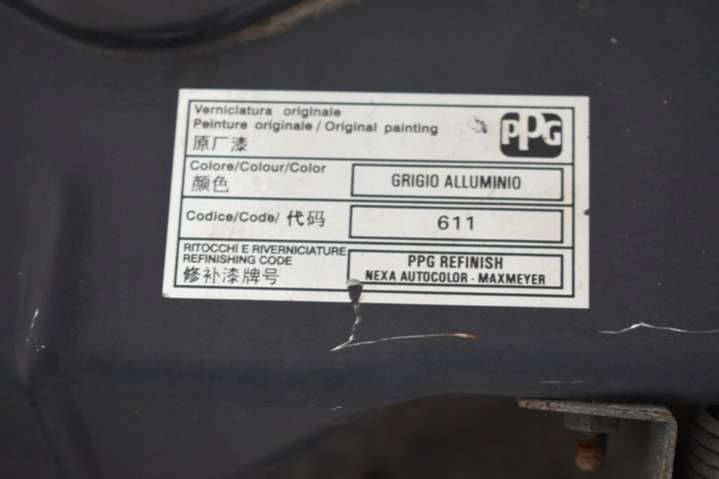 Verniciatura originale
Peinture originale / Original painting
原厂漆
PPG
Colore/Colour/Color
颜色
GRIGIO ALLUMINIO
Codice/Code/ 代码
611
RITOCCHI E RIVERNICIATURE
REFINISHING CODE
修补漆牌号
PPG REFINISH
NEXA AUTOCOLOR - MAXMEYER